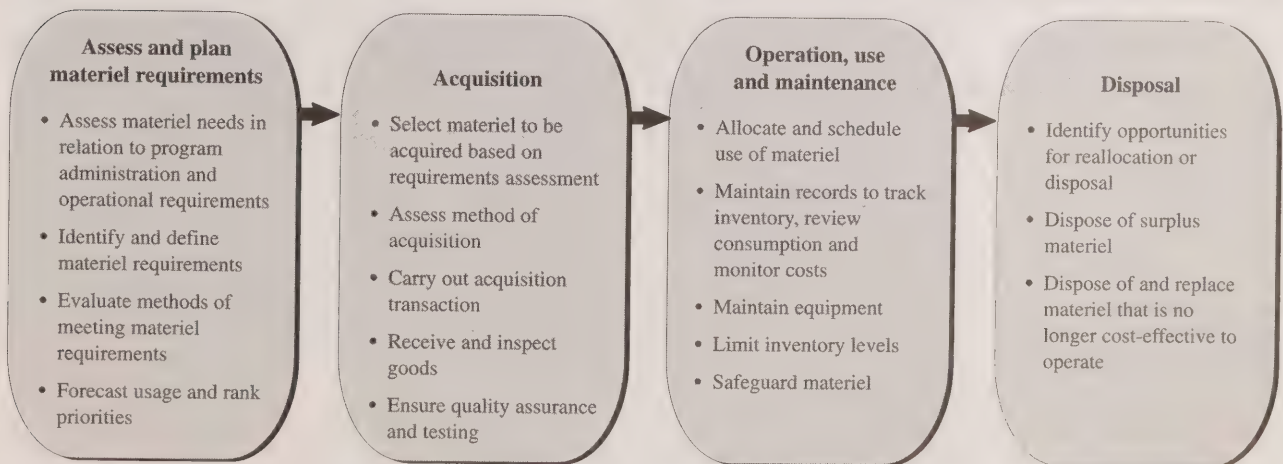 Assess and plan
materiel requirements
• Assess materiel needs in
relation to program
administration and
operational requirements
• Identify and define
materiel requirements
• Evaluate methods of
meeting materiel
requirements
• Forecast usage and rank
priorities
Acquisition
• Select materiel to be
acquired based on
requirements assessment
• Assess method of
acquisition
• Carry out acquisition
transaction
• Receive and inspect
goods
• Ensure quality assurance
and testing
Operation, use
and maintenance
• Allocate and schedule
use of materiel
• Maintain records to track
inventory, review
consumption and
monitor costs
• Maintain equipment
• Limit inventory levels
• Safeguard materiel
Disposal
• Identify opportunities
for reallocation or
disposal
• Dispose of surplus
materiel
• Dispose of and replace
materiel that is no
longer cost-effective to
operate